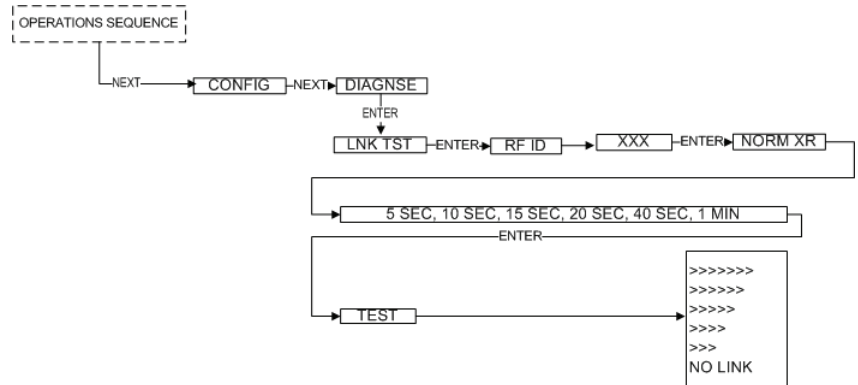 OPERATIONS SEQUENCE
NEXT
CONFIG
NEXT
DIAGNSE
ENTER
LNK TST
ENTER
RF ID
XXX
ENTER
NORM XR
5 SEC, 10 SEC, 15 SEC, 20 SEC, 40 SEC, 1 MIN
ENTER
TEST
>>>>>>>
>>>>>>
>>>>>
>>>>
>>>
NO LINK